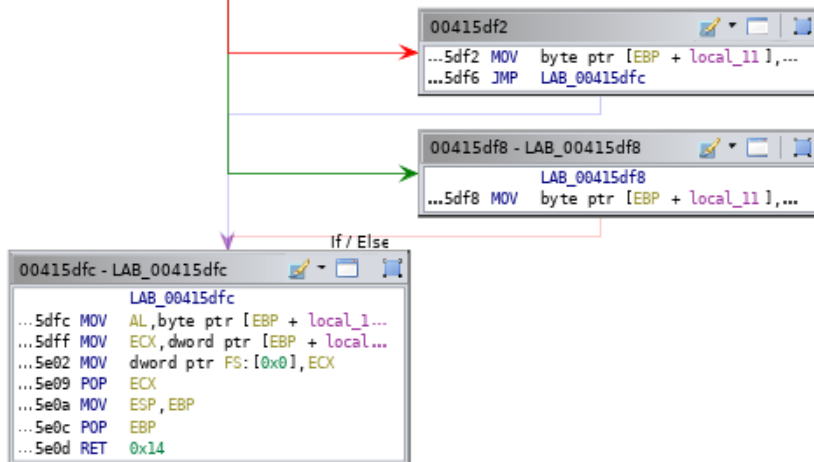 00415df2
...5df2 MOV byte ptr [EBP + local_11],...
...5df6 JMP LAB_00415dfc
00415df8 - LAB_00415df8
LAB_00415df8
...5df8 MOV byte ptr [EBP + local_11],...
If / Else
00415dfc - LAB_00415dfc
LAB_00415dfc
...5dfc MOV AL,byte ptr [EBP + local_1...
...5dff MOV ECX,dword ptr [EBP + local...
...5e02 MOV dword ptr FS:[0x0],ECX
...5e09 POP ECX
...5e0a MOV ESP,EBP
...5e0c POP EBP
...5e0d RET 0x14